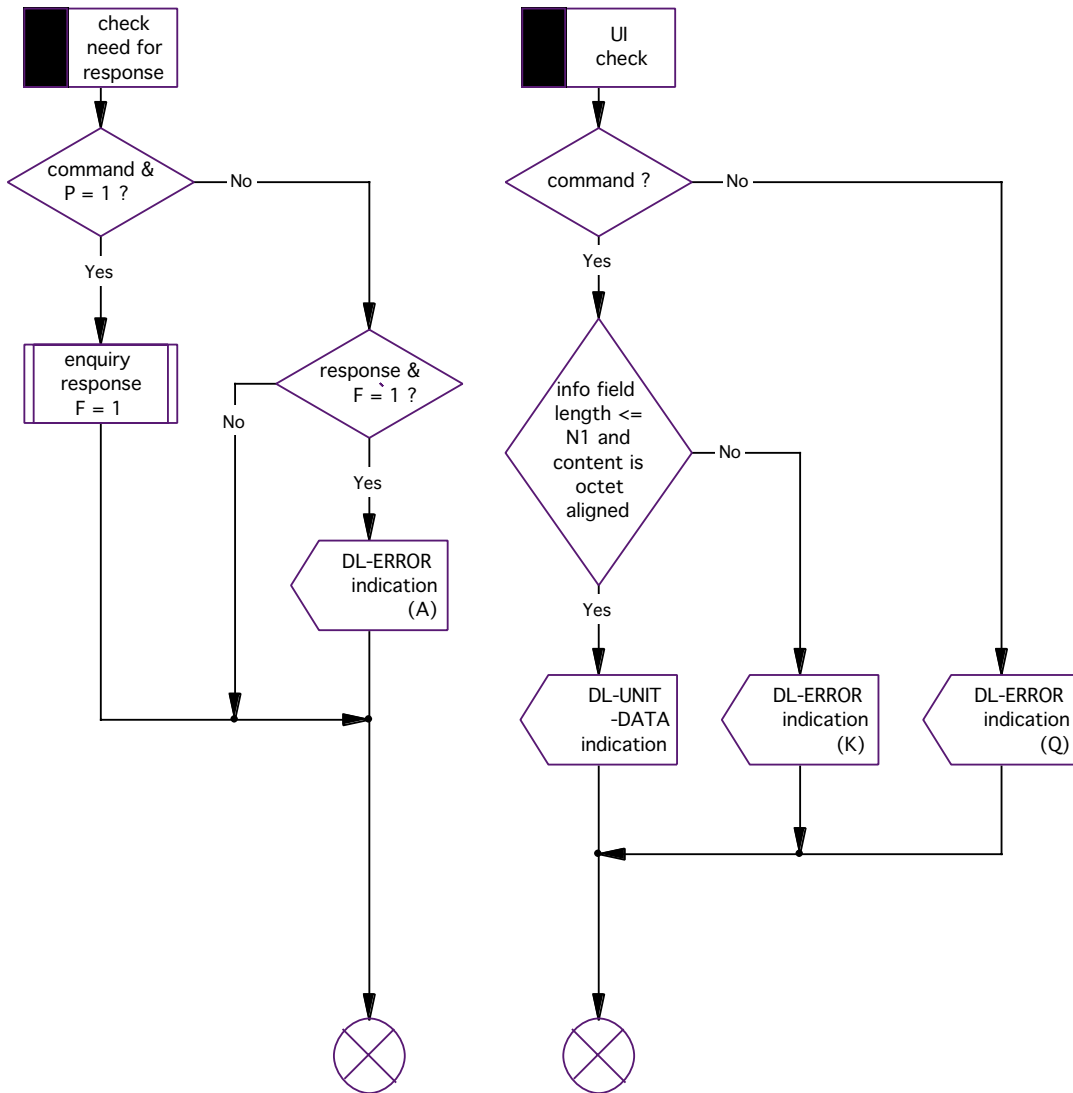 check
need for
response
command &
P = 1 ?
No
Yes
enquiry
response
F = 1
response &
F = 1 ?
No
Yes
DL-ERROR
indication
(A)
UI
check
command ?
No
Yes
info field
length <=
N1 and
content is
octet
aligned
No
Yes
DL-UNIT
-DATA
indication
DL-ERROR
indication
(K)
DL-ERROR
indication
(Q)